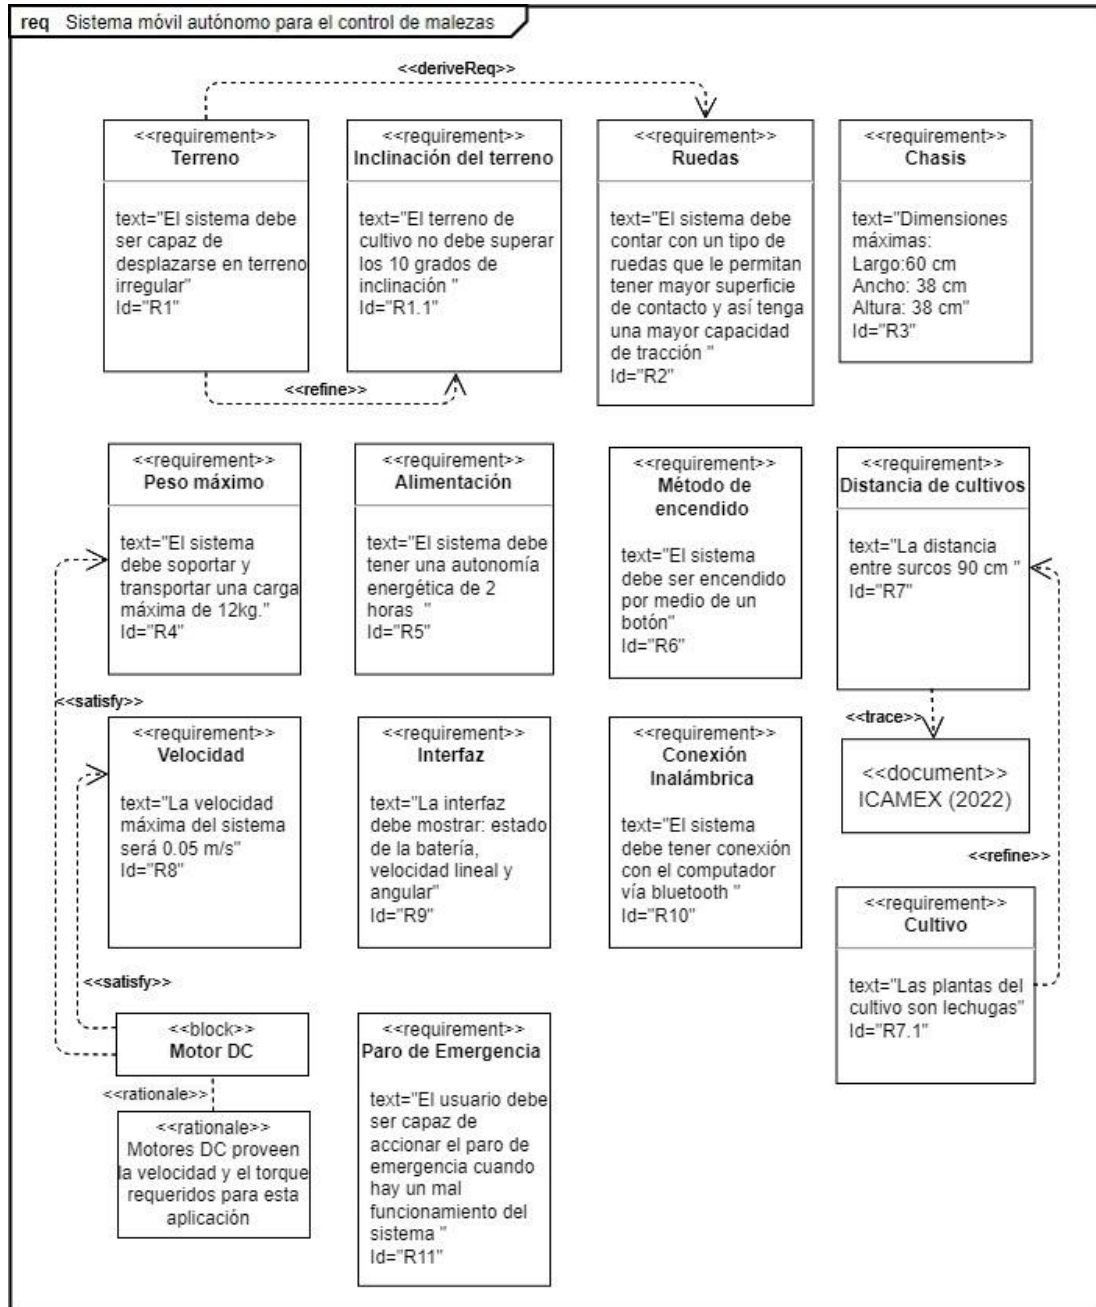 req Sistema móvil autónomo para el control de malezas
<<deriveReq>>
<<requirement>>
Terreno
text="El sistema debe
ser capaz de
desplazarse en terreno
irregular"
Id="R1"
<<requirement>>
Inclinación del terreno
text="El terreno de
cultivo no debe superar
los 10 grados de
inclinación "
Id="R1.1"
<<requirement>>
Ruedas
text="El sistema debe
contar con un tipo de
ruedas que le permitan
tener mayor superficie
de contacto y así tenga
una mayor capacidad
de tracción "
Id="R2"
<<requirement>>
Chasis
text="Dimensiones
máximas:
Largo:60 cm
Ancho: 38 cm
Altura: 38 cm"
Id="R3"
<<refine>>
<<requirement>>
Peso máximo
text="El sistema
debe soportar y
transportar una carga
máxima de 12kg."
Id="R4"
<<requirement>>
Alimentación
text="El sistema debe
tener una autonomía
energética de 2
horas "
Id="R5"
<<requirement>>
Método de
encendido
text="El sistema
debe ser encendido
por medio de un
botón"
Id="R6"
<<requirement>>
Distancia de cultivos
text="La distancia
entre surcos 90 cm "
Id="R7"
<<satisfy>>
<<trace>>
<<requirement>>
Velocidad
text="La velocidad
máxima del sistema
será 0.05 m/s"
Id="R8"
<<requirement>>
Interfaz
text="La interfaz
debe mostrar: estado
de la batería,
velocidad lineal y
angular"
Id="R9"
<<requirement>>
Conexión
Inalámbrica
text="El sistema
debe tener conexión
con el computador
vía bluetooth "
Id="R10"
<<document>>
ICAMEX (2022)
<<refine>>
<<requirement>>
Cultivo
text="Las plantas del
cultivo son lechugas"
Id="R7.1"
<<satisfy>>
<<block>>
Motor DC
<<rationale>>
<<rationale>>
Motores DC proveen
la velocidad y el torque
requeridos para esta
aplicación
<<requirement>>
Paro de Emergencia
text="El usuario debe
ser capaz de
accionar el paro de
emergencia cuando
hay un mal
funcionamiento del
sistema "
Id="R11"